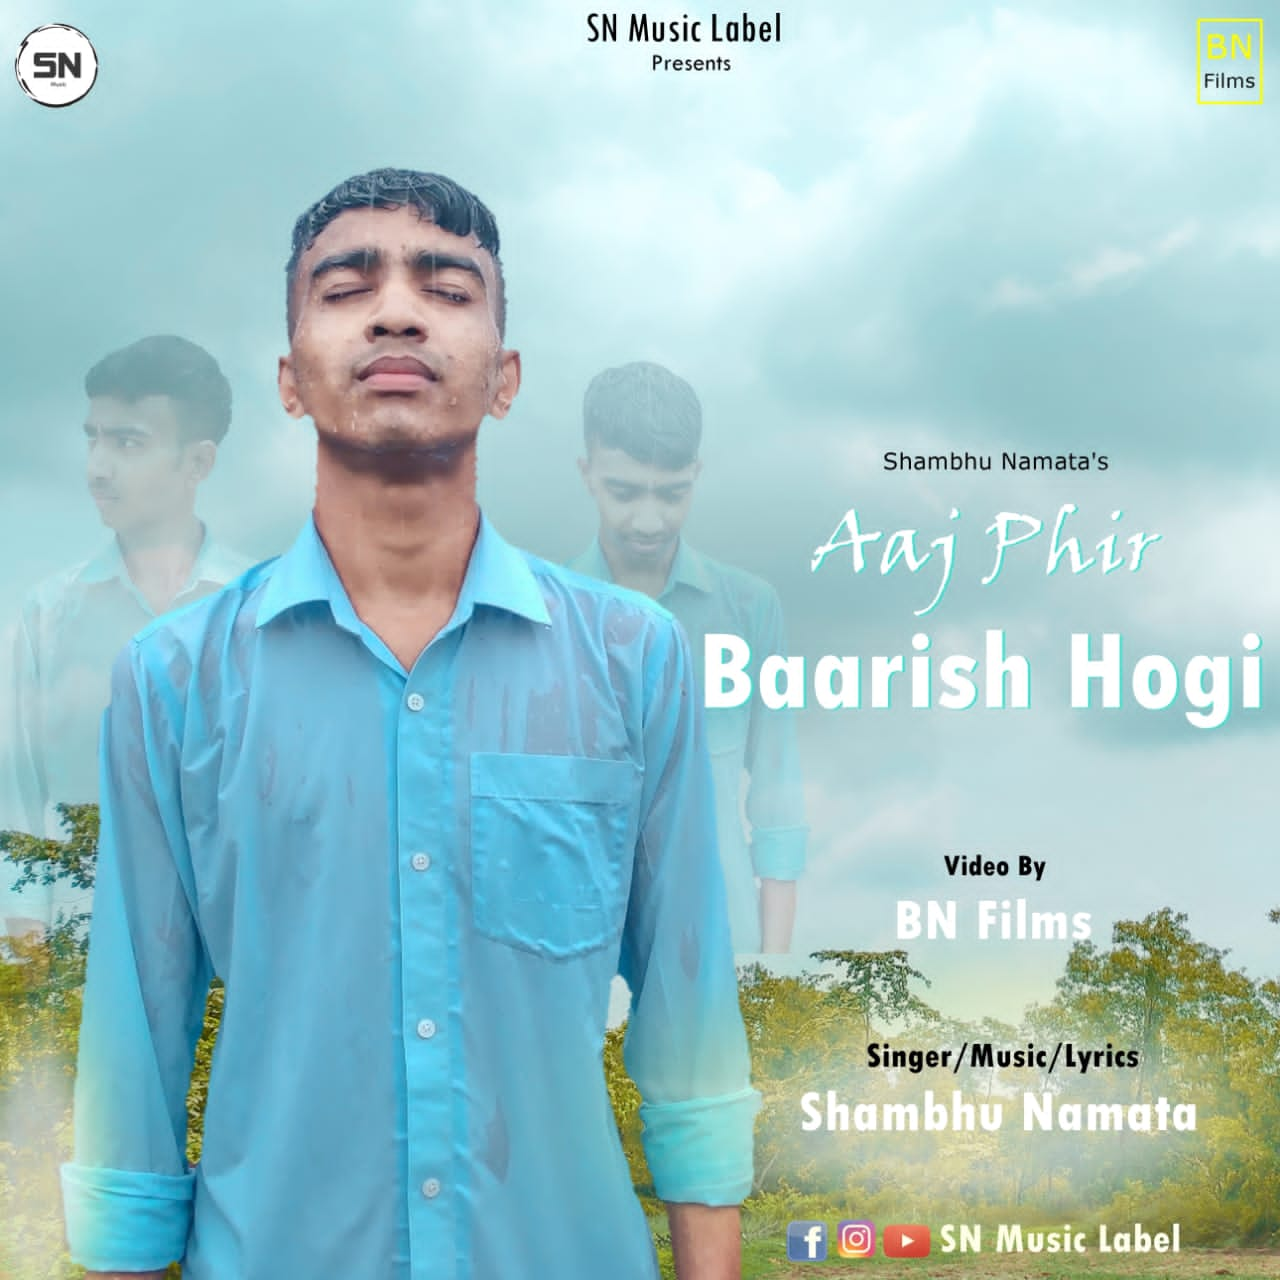 SN Music Label
Presents
SN
Music
BN
Films
Shambhu Namata's
Aaj Phir
Baarish Hogi
Video By
BN Films
Singer/Music/Lyrics
Shambhu Namata
SN Music Label